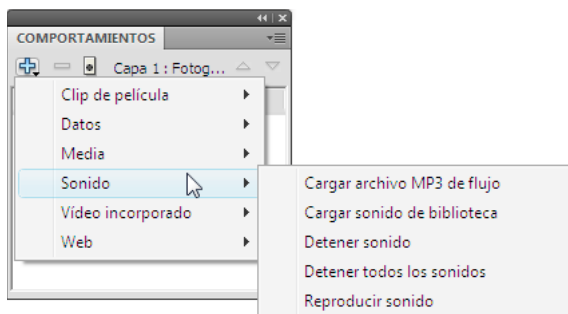 COMPORTAMIENTOS
Capa 1 : Fotog...
Clip de película
Datos
Media
Sonido
Vídeo incorporado
Web
Cargar archivo MP3 de flujo
Cargar sonido de biblioteca
Detener sonido
Detener todos los sonidos
Reproducir sonido